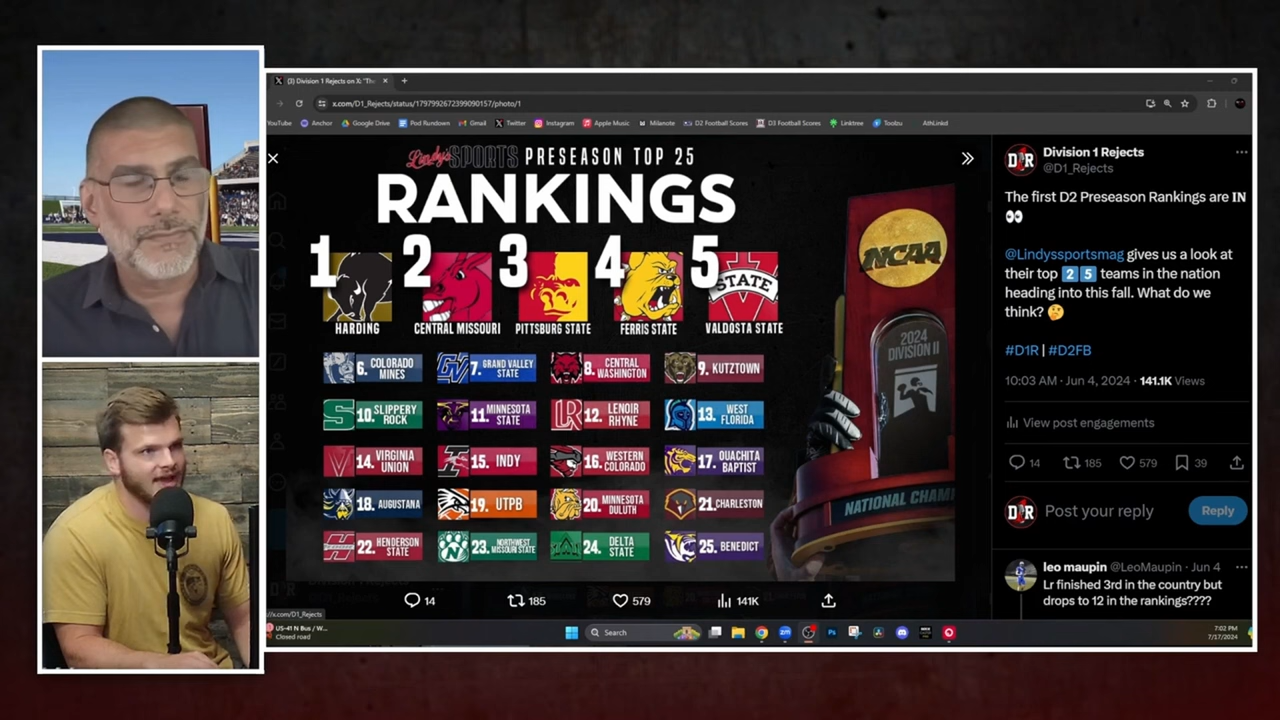 (3) Division 1 Rejects on X: "The
x.com/D1_Rejects/status/1797992672399090157/photo/1
YouTube Anchor Google Drive Pod Rundown Gmail Twitter Instagram Apple Music Milanote D2 Football Scores D3 Football Scores Linktree Toolzu AthLinkd
Lindy's SPORTS PRESEASON TOP 25
RANKINGS
1 2 3 4 5
STATE
HARDING CENTRAL MISSOURI PITTSBURG STATE FERRIS STATE VALDOSTA STATE
6. COLORADO MINES
7. GRAND VALLEY STATE
8. CENTRAL WASHINGTON
9. KUTZTOWN
10. SLIPPERY ROCK
11. MINNESOTA STATE
12. LENOIR RHYNE
13. WEST FLORIDA
14. VIRGINIA UNION
15. INDY
16. WESTERN COLORADO
17. OUACHITA BAPTIST
18. AUGUSTANA
19. UTPB
20. MINNESOTA DULUTH
21. CHARLESTON
22. HENDERSON STATE
23. NORTHWEST MISSOURI STATE
24. DELTA STATE
25. BENEDICT
NCAA
2024
DIVISION II
NATIONAL CHAMP
14 185 579 141K
D1R Division 1 Rejects
@D1_Rejects
The first D2 Preseason Rankings are IN
👀
@Lindyssportsmag gives us a look at
their top 2 5 teams in the nation
heading into this fall. What do we
think? 🤔
#D1R | #D2FB
10:03 AM · Jun 4, 2024 · 141.1K Views
View post engagements
14 185 579 39
Post your reply Reply
leo maupin @LeoMaupin · Jun 4
Lr finished 3rd in the country but
drops to 12 in the rankings????
://x.com/D1_Rejects
US-41 N Bus / W...
Closed road
Search
7:02 PM
7/17/2024